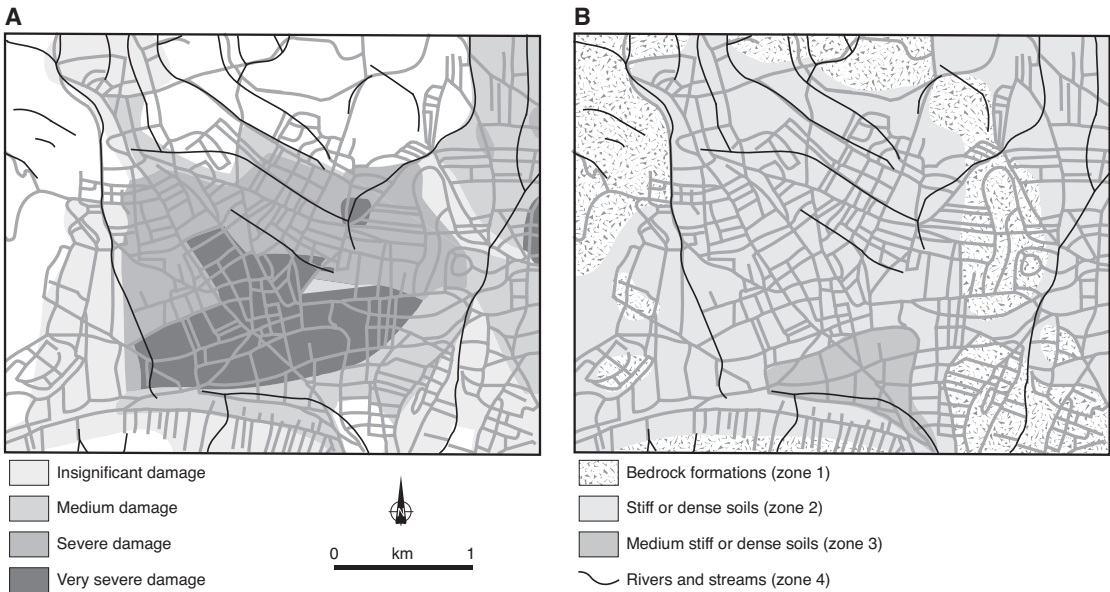 A
B
Insignificant damage
Medium damage
Severe damage
Very severe damage
N
0 km 1
Bedrock formations (zone 1)
Stiff or dense soils (zone 2)
Medium stiff or dense soils (zone 3)
Rivers and streams (zone 4)